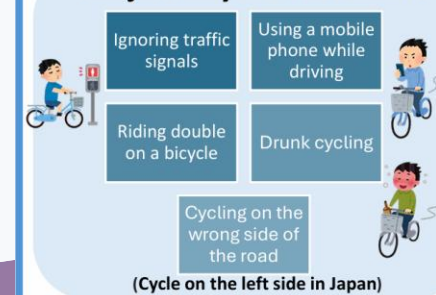 Ignoring traffic
signals
Using a mobile
phone while
driving
Riding double
on a bicycle
Drunk cycling
Cycling on the
wrong side of
the road
(Cycle on the left side in Japan)